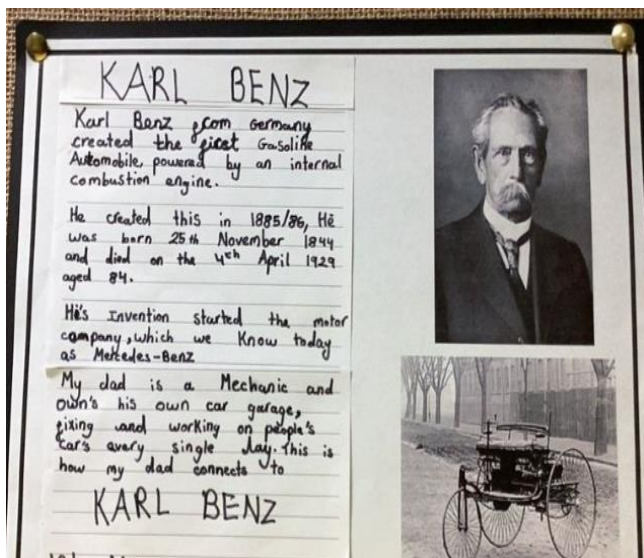 KARL BENZ
Karl Benz from Germany
created the first Gasoline
Automobile, powered by an internal
combustion engine.
He created this in 1885/86, He
was born 25th November 1844
and died on the 4th April 1929
aged 84.
He's Invention started the motor
company, which we know today
as Mercedes-Benz
My dad is a Mechanic and
own's his own car garage,
fixing and working on people's
car's every single day. This is
how my dad connects to
KARL BENZ